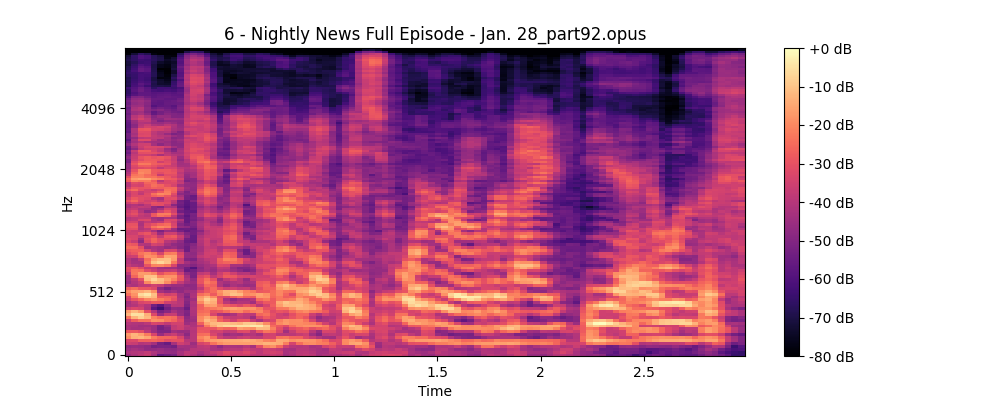 6 - Nightly News Full Episode - Jan. 28_part92.opus
Hz
4096
2048
1024
512
0
0
0.5
1
1.5
2
2.5
Time
+0 dB
-10 dB
-20 dB
-30 dB
-40 dB
-50 dB
-60 dB
-70 dB
-80 dB